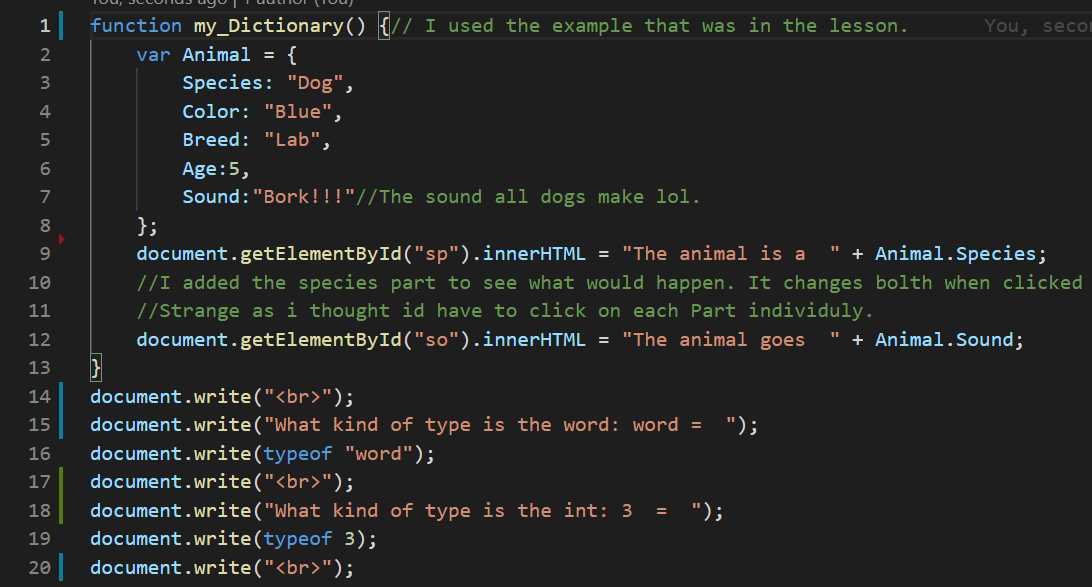 You, seconds ago | 1 author (You)
1 function my_Dictionary() {// I used the example that was in the lesson. You, secon
2 var Animal = {
3 Species: "Dog",
4 Color: "Blue",
5 Breed: "Lab",
6 Age:5,
7 Sound:"Bork!!!"//The sound all dogs make lol.
8 };
9 document.getElementById("sp").innerHTML = "The animal is a  " + Animal.Species;
10 //I added the species part to see what would happen. It changes bolth when clicked
11 //Strange as i thought id have to click on each Part individuly.
12 document.getElementById("so").innerHTML = "The animal goes  " + Animal.Sound;
13 }
14 document.write("<br>");
15 document.write("What kind of type is the word: word =  ");
16 document.write(typeof "word");
17 document.write("<br>");
18 document.write("What kind of type is the int: 3  =  ");
19 document.write(typeof 3);
20 document.write("<br>");